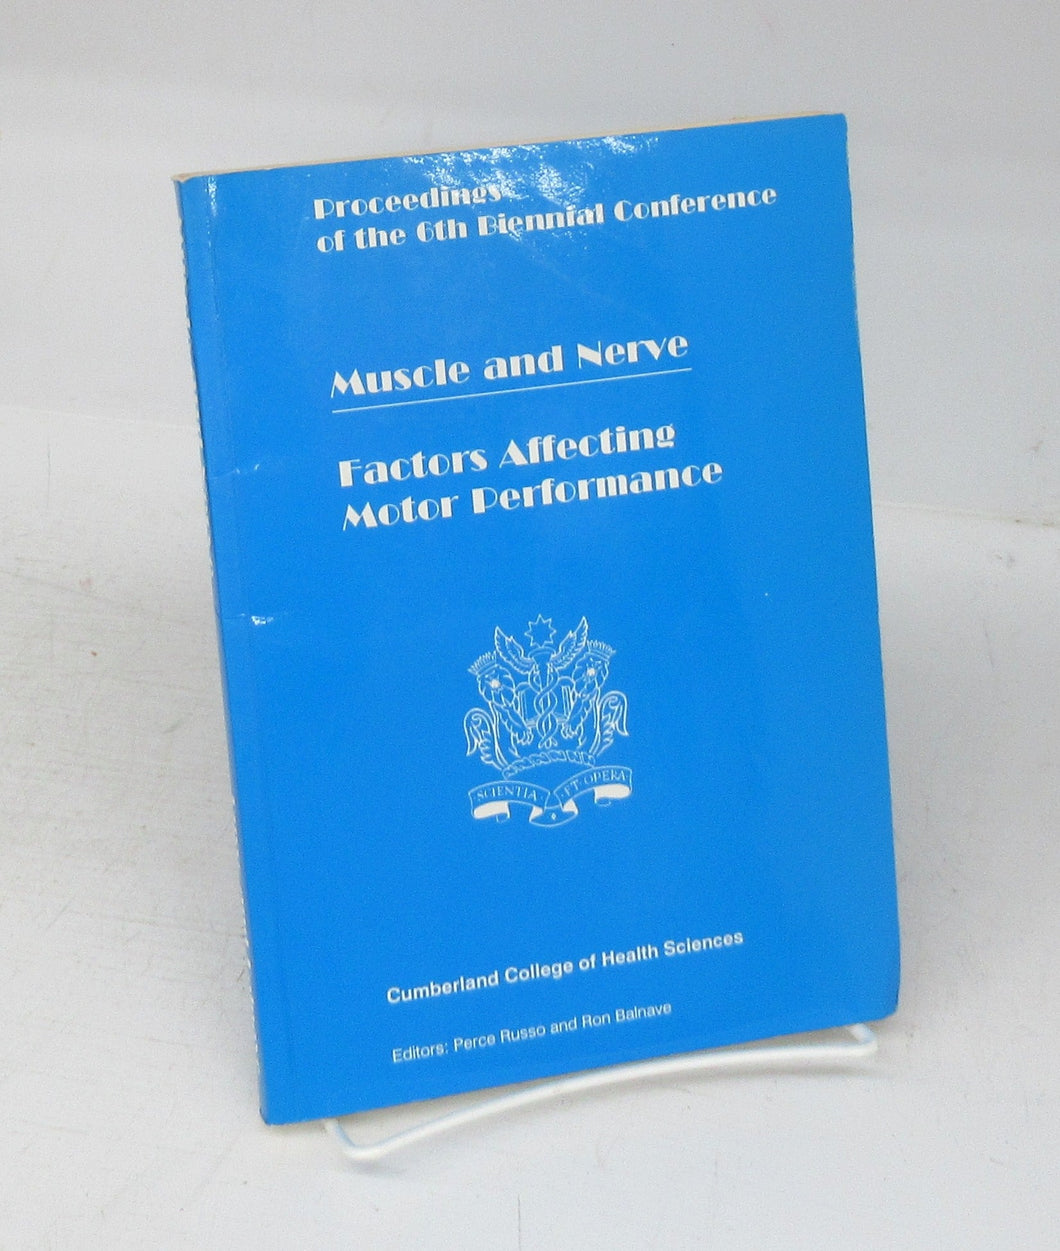 Proceedings
of the 6th Biennial Conference
Muscle and Nerve
Factors Affecting
Motor Performance
SCIENTIA · ET · OPERA
Cumberland College of Health Sciences
Editors: Perce Russo and Ron Balnave